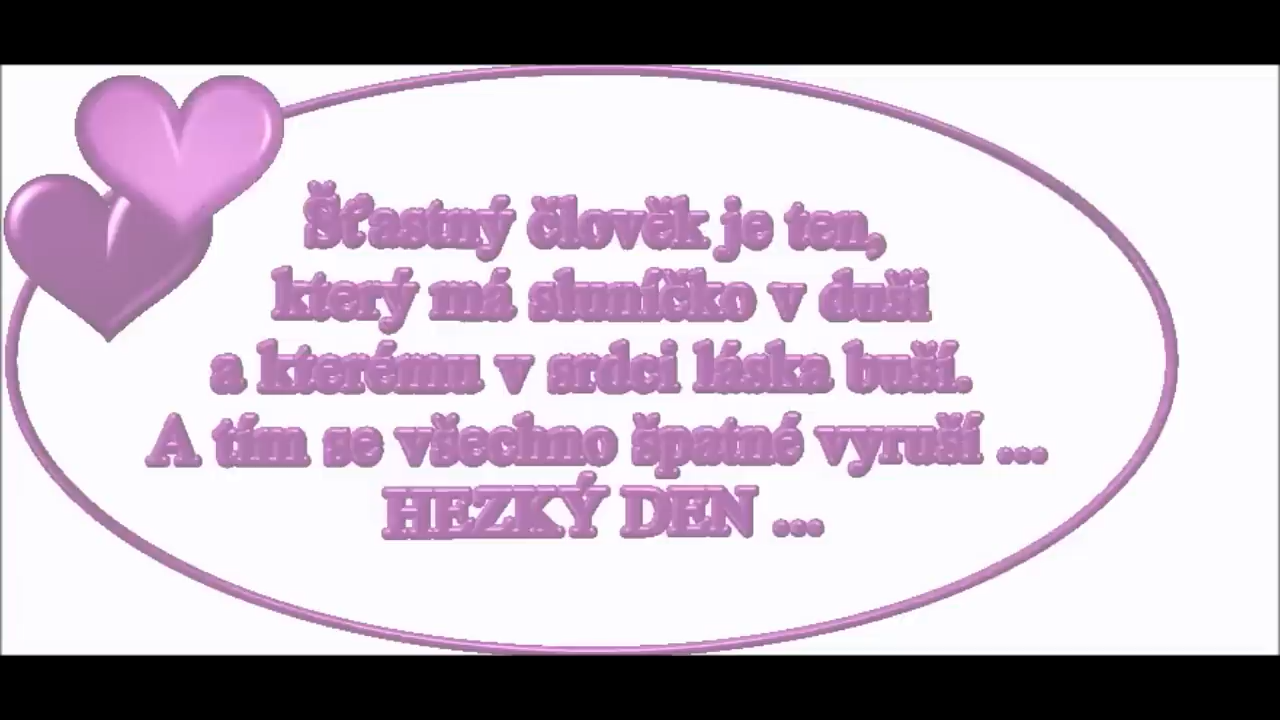 Šťastný člověk je ten,
který má sluníčko v duši
a kterému v srdci láska buší.
A tím se všechno špatné vyruší ...
HEZKÝ DEN ...